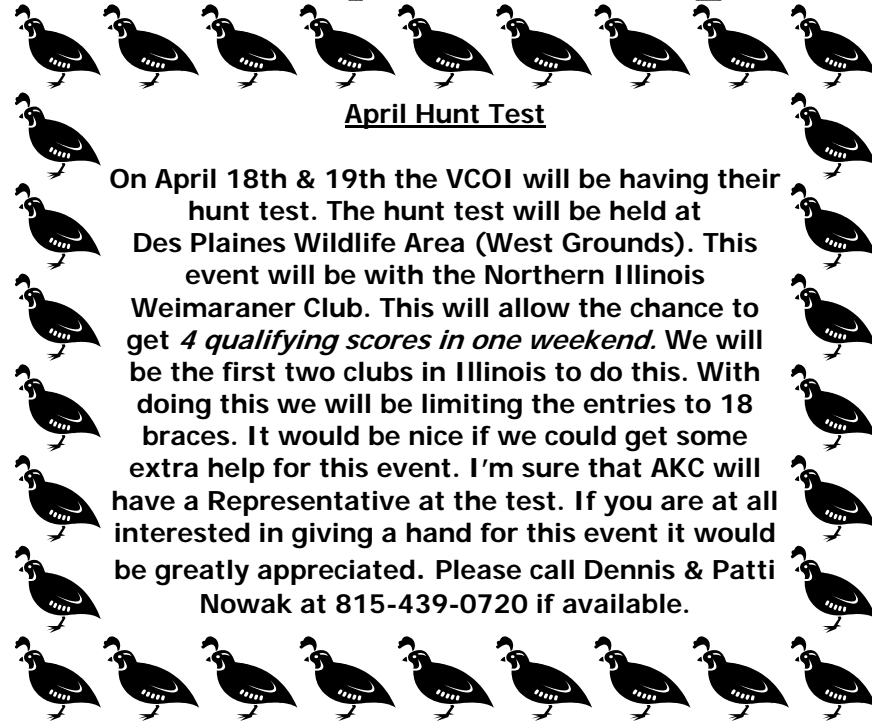 April Hunt Test
On April 18th & 19th the VCOI will be having their
hunt test. The hunt test will be held at
Des Plaines Wildlife Area (West Grounds). This
event will be with the Northern Illinois
Weimaraner Club. This will allow the chance to
get 4 qualifying scores in one weekend. We will
be the first two clubs in Illinois to do this. With
doing this we will be limiting the entries to 18
braces. It would be nice if we could get some
extra help for this event. I'm sure that AKC will
have a Representative at the test. If you are at all
interested in giving a hand for this event it would
be greatly appreciated. Please call Dennis & Patti
Nowak at 815-439-0720 if available.